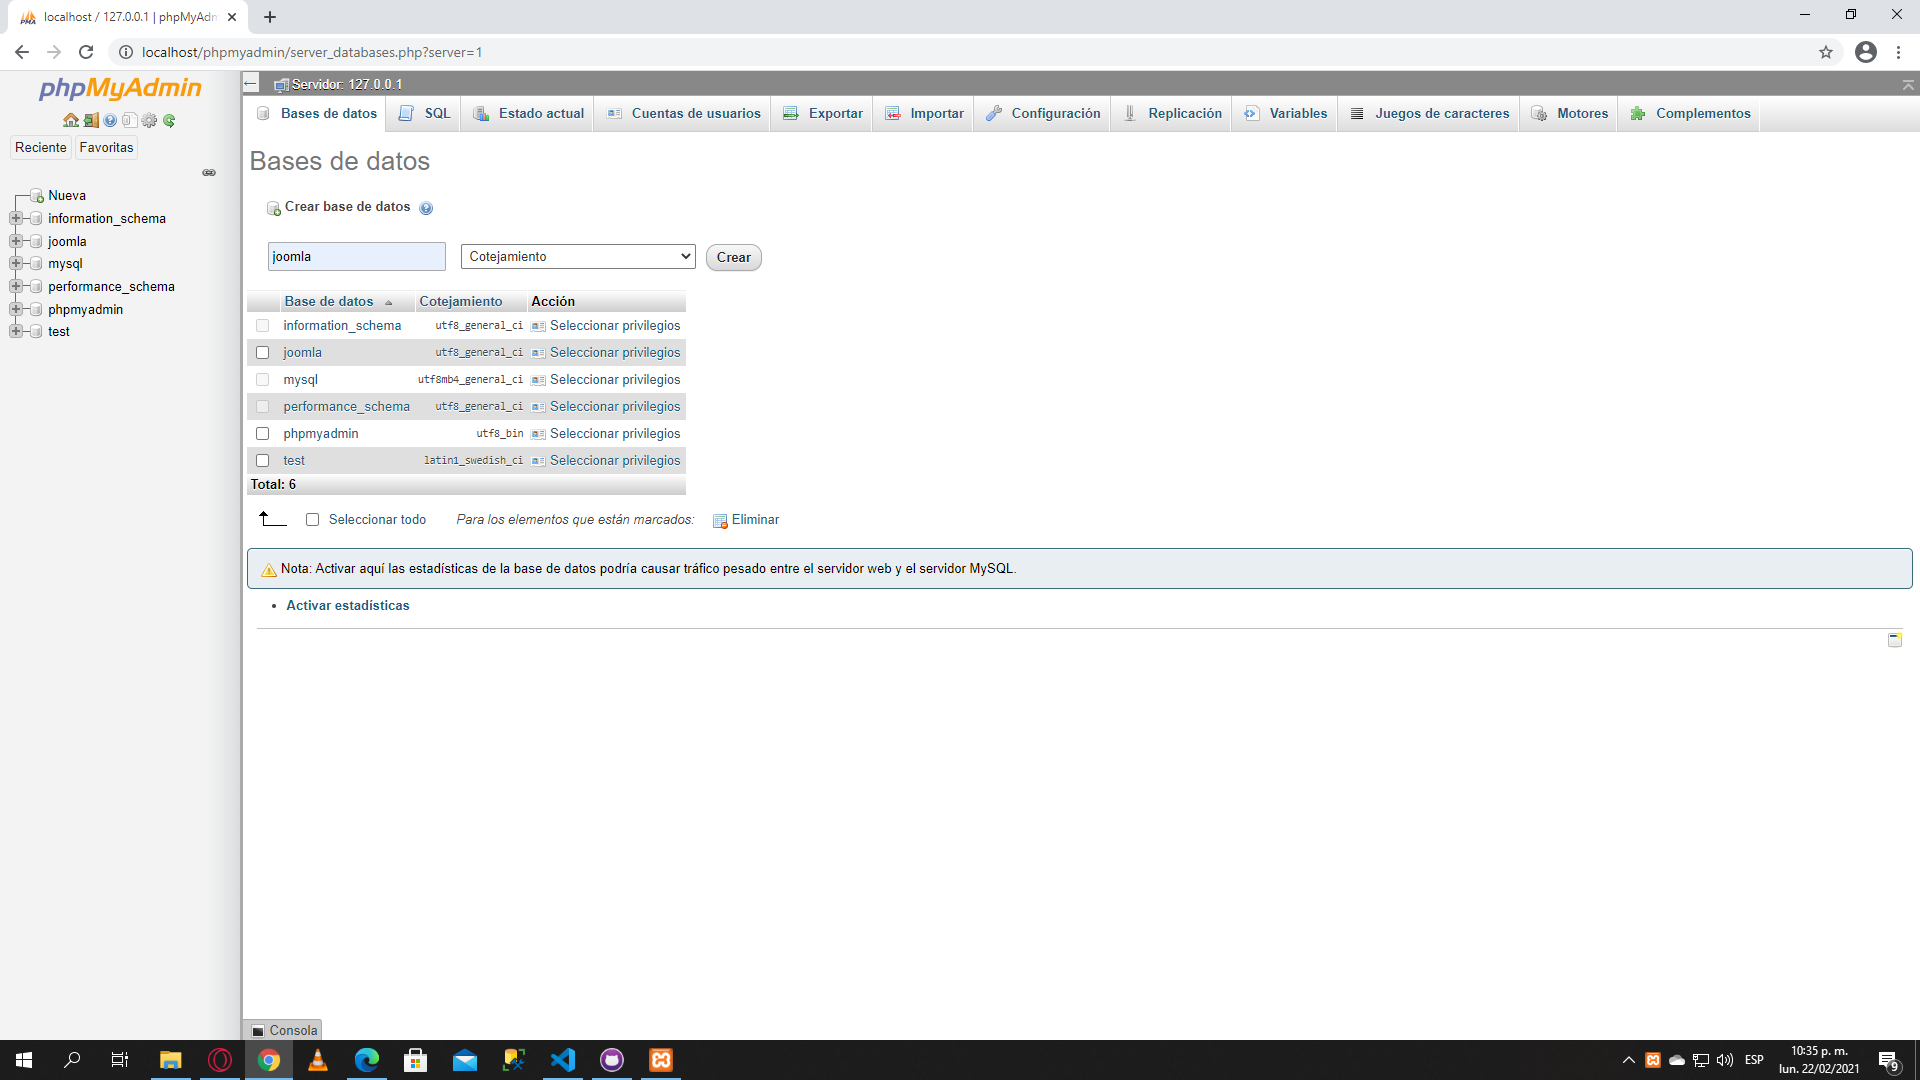 localhost / 127.0.0.1 | phpMyAdn
localhost/phpmyadmin/server_databases.php?server=1
phpMyAdmin
Reciente Favoritas
Nueva
information_schema
joomla
mysql
performance_schema
phpmyadmin
test
Servidor: 127.0.0.1
Bases de datos SQL Estado actual Cuentas de usuarios Exportar Importar Configuración Replicación Variables Juegos de caracteres Motores Complementos
Bases de datos
Crear base de datos
joomla Cotejamiento Crear
Base de datos Cotejamiento Acción
information_schema utf8_general_ci Seleccionar privilegios
joomla utf8_general_ci Seleccionar privilegios
mysql utf8mb4_general_ci Seleccionar privilegios
performance_schema utf8_general_ci Seleccionar privilegios
phpmyadmin utf8_bin Seleccionar privilegios
test latin1_swedish_ci Seleccionar privilegios
Total: 6
Seleccionar todo Para los elementos que están marcados: Eliminar
Nota: Activar aquí las estadísticas de la base de datos podría causar tráfico pesado entre el servidor web y el servidor MySQL.
Activar estadísticas
Consola
ESP
10:35 p. m.
lun. 22/02/2021
9